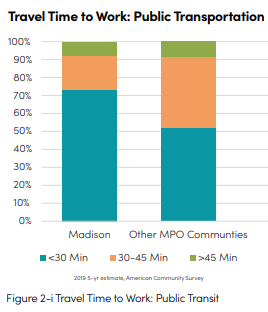 Travel Time to Work: Public Transportation
100%
90%
80%
70%
60%
50%
40%
30%
20%
10%
0%
Madison Other MPO Communties
<30 Min 30-45 Min >45 Min
2019 5-yr estimate, American Community Survey
Figure 2-i Travel Time to Work: Public Transit